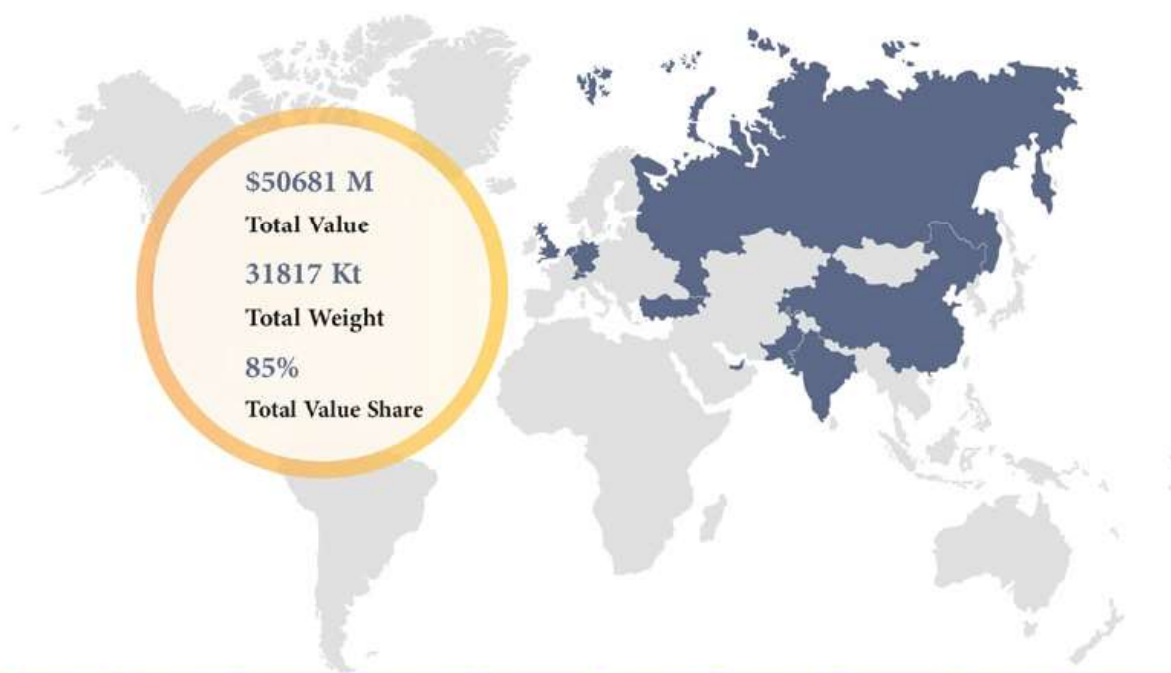 $50681 M
Total Value
31817 Kt
Total Weight
85%
Total Value Share